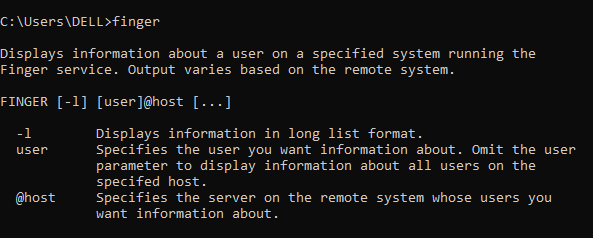 C:\Users\DELL>finger
Displays information about a user on a specified system running the
Finger service. Output varies based on the remote system.
FINGER [-l] [user]@host [...]
-l Displays information in long list format.
user Specifies the user you want information about. Omit the user
parameter to display information about all users on the
specifed host.
@host Specifies the server on the remote system whose users you
want information about.